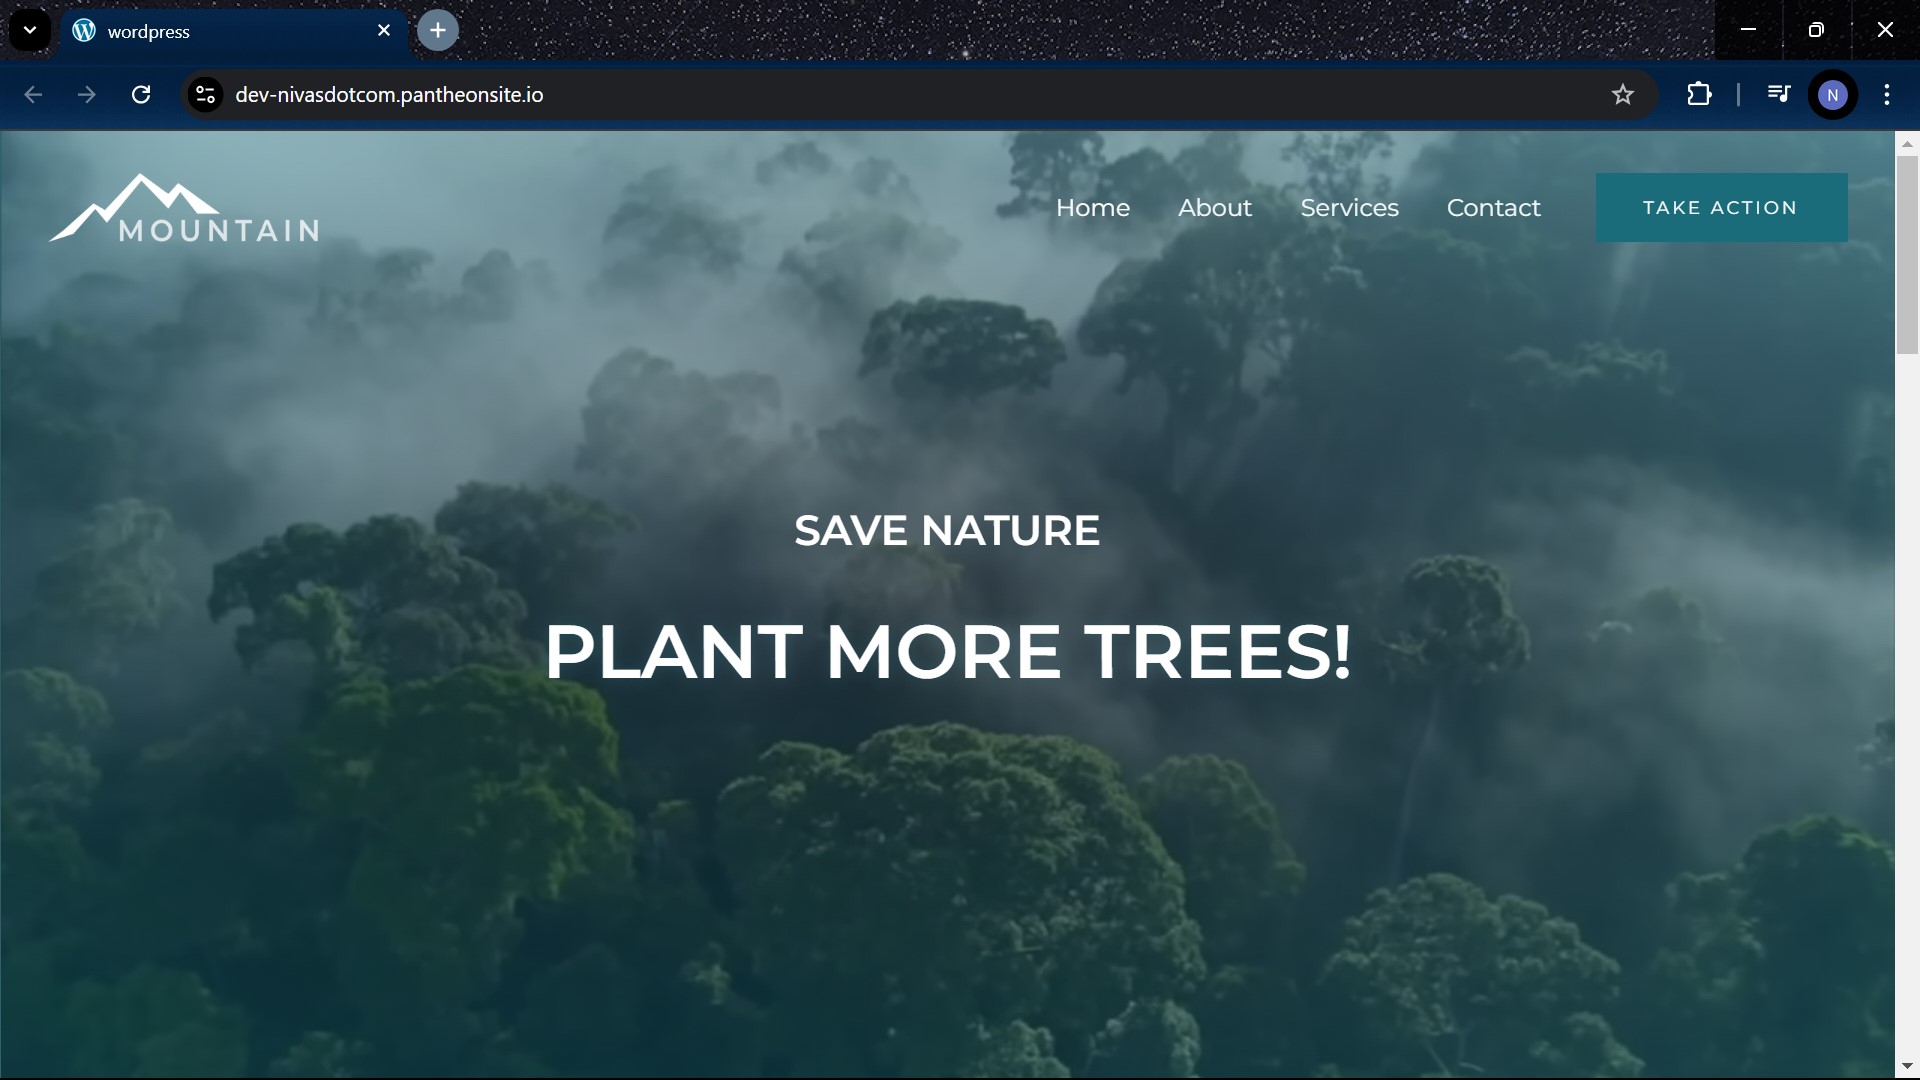 wordpress
dev-nivasdotcom.pantheonsite.io
N
MOUNTAIN
Home About Services Contact TAKE ACTION
SAVE NATURE
PLANT MORE TREES!